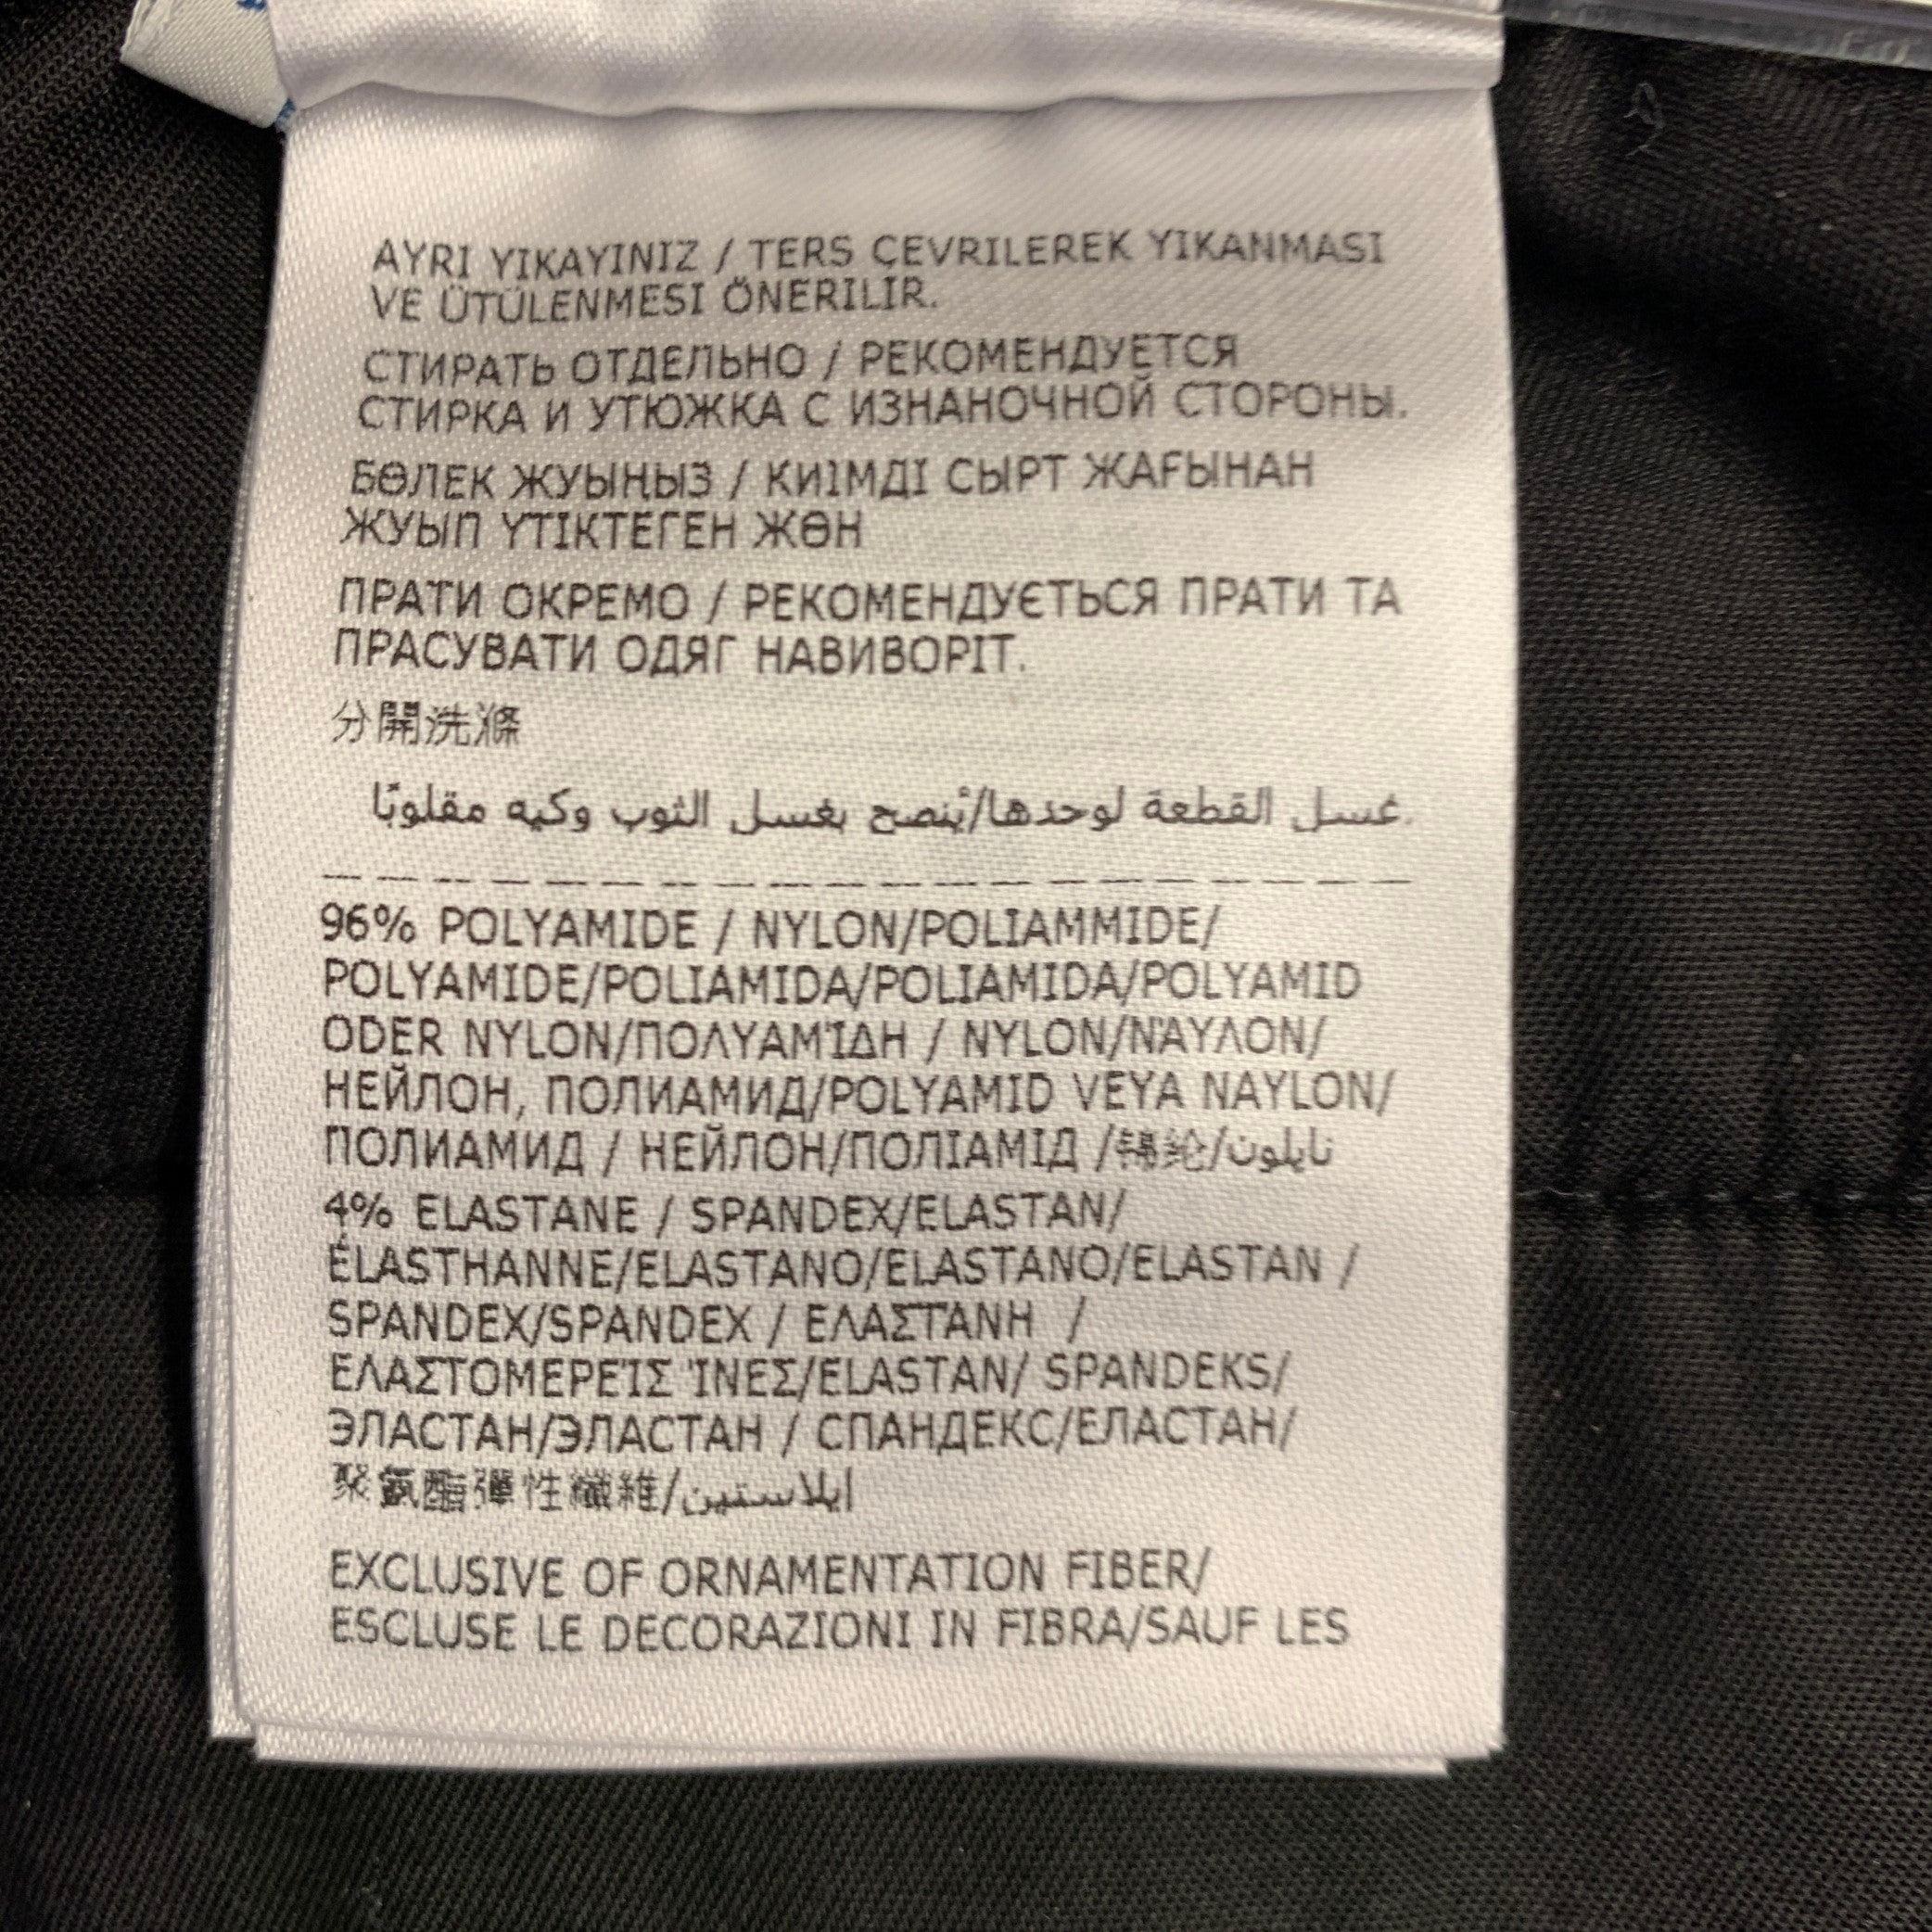 AYRI YIKAYINIZ / TERS ÇEVRILEREK YIKANMASI
VE ÜTÜLENMESI ÖNERILIR.
СТИРАТЬ ОТДЕЛЬНО / РЕКОМЕНДУЕТСЯ
СТИРКА И УТЮЖКА С ИЗНАНОЧНОЙ СТОРОНЫ.
БӨЛЕК ЖУЫҢЫЗ / КИІМДІ СЫРТ ЖАҒЫНАН
ЖУЫП ҮТІКТЕГЕН ЖӨН
ПРАТИ ОКРЕМО / РЕКОМЕНДУЄТЬСЯ ПРАТИ ТА
ПРАСУВАТИ ОДЯГ НАВИВОРІТ.
分開洗滌
غسل القطعة لوحدها/يُنصح بغسل الثوب وكيه مقلوبًا.
96% POLYAMIDE / NYLON/POLIAMMIDE/
POLYAMIDE/POLIAMIDA/POLIAMIDA/POLYAMID
ODER NYLON/ΠΟΛΥΑΜΊΔΗ / NYLON/ΝΆΥΛΟΝ/
НЕЙЛОН, ПОЛИАМИД/POLYAMID VEYA NAYLON/
ПОЛИАМИД / НЕЙЛОН/ПОЛІАМІД /锦纶/نايلون
4% ELASTANE / SPANDEX/ELASTAN/
ÉLASTHANNE/ELASTANO/ELASTANO/ELASTAN /
SPANDEX/SPANDEX / ΕΛΑΣΤΑΝΗ /
ΕΛΑΣΤΟΜΕΡΕΊΣ ΊΝΕΣ/ELASTAN/ SPANDEKS/
ЭЛАСТАН/ЭЛАСТАН / СПАНДЕКС/ЕЛАСТАН/
聚氨酯彈性纖維/ايلاستين
EXCLUSIVE OF ORNAMENTATION FIBER/
ESCLUSE LE DECORAZIONI IN FIBRA/SAUF LES